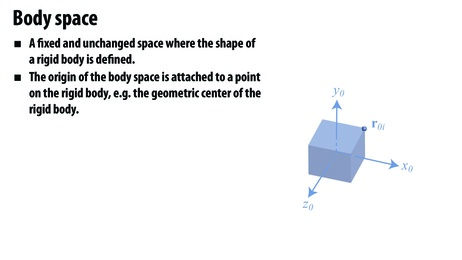 Body space
■ A fixed and unchanged space where the shape of
a rigid body is defined.
■ The origin of the body space is attached to a point
on the rigid body, e.g. the geometric center of the
rigid body.
y₀
r₀ᵢ
x₀
z₀